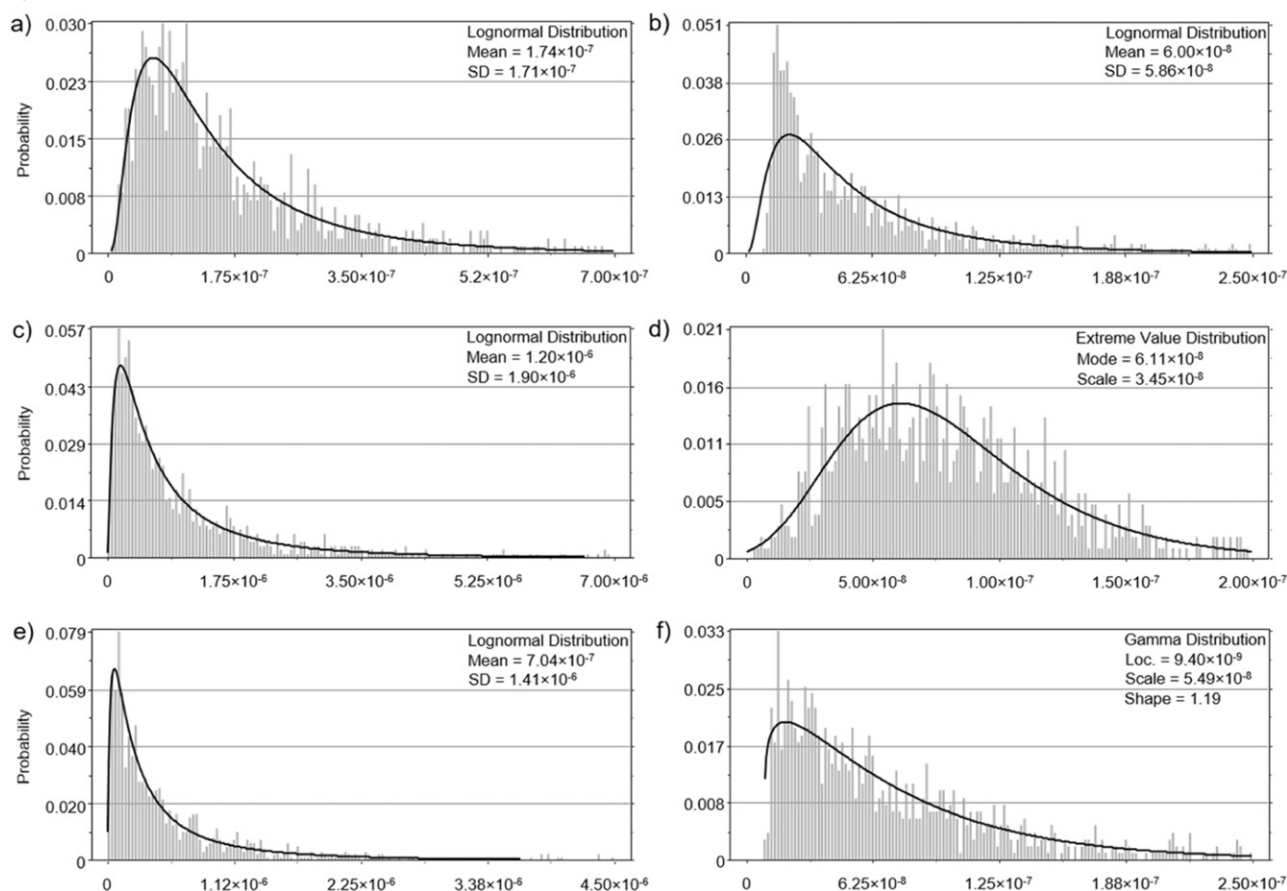 a)
0.030
0.023
0.015
0.008
0
Probability
Lognormal Distribution
Mean = 1.74×10⁻⁷
SD = 1.71×10⁻⁷
0 1.75×10⁻⁷ 3.50×10⁻⁷ 5.2×10⁻⁷ 7.00×10⁻⁷
b)
0.051
0.038
0.026
0.013
0
Lognormal Distribution
Mean = 6.00×10⁻⁸
SD = 5.86×10⁻⁸
0 6.25×10⁻⁸ 1.25×10⁻⁷ 1.88×10⁻⁷ 2.50×10⁻⁷
c)
0.057
0.043
0.029
0.014
0
Probability
Lognormal Distribution
Mean = 1.20×10⁻⁶
SD = 1.90×10⁻⁶
0 1.75×10⁻⁶ 3.50×10⁻⁶ 5.25×10⁻⁶ 7.00×10⁻⁶
d)
0.021
0.016
0.011
0.005
0
Extreme Value Distribution
Mode = 6.11×10⁻⁸
Scale = 3.45×10⁻⁸
0 5.00×10⁻⁸ 1.00×10⁻⁷ 1.50×10⁻⁷ 2.00×10⁻⁷
e)
0.079
0.059
0.040
0.020
0
Probability
Lognormal Distribution
Mean = 7.04×10⁻⁷
SD = 1.41×10⁻⁶
0 1.12×10⁻⁶ 2.25×10⁻⁶ 3.38×10⁻⁶ 4.50×10⁻⁶
f)
0.033
0.025
0.017
0.008
0
Gamma Distribution
Loc. = 9.40×10⁻⁹
Scale = 5.49×10⁻⁸
Shape = 1.19
0 6.25×10⁻⁸ 1.25×10⁻⁷ 1.88×10⁻⁷ 2.50×10⁻⁷